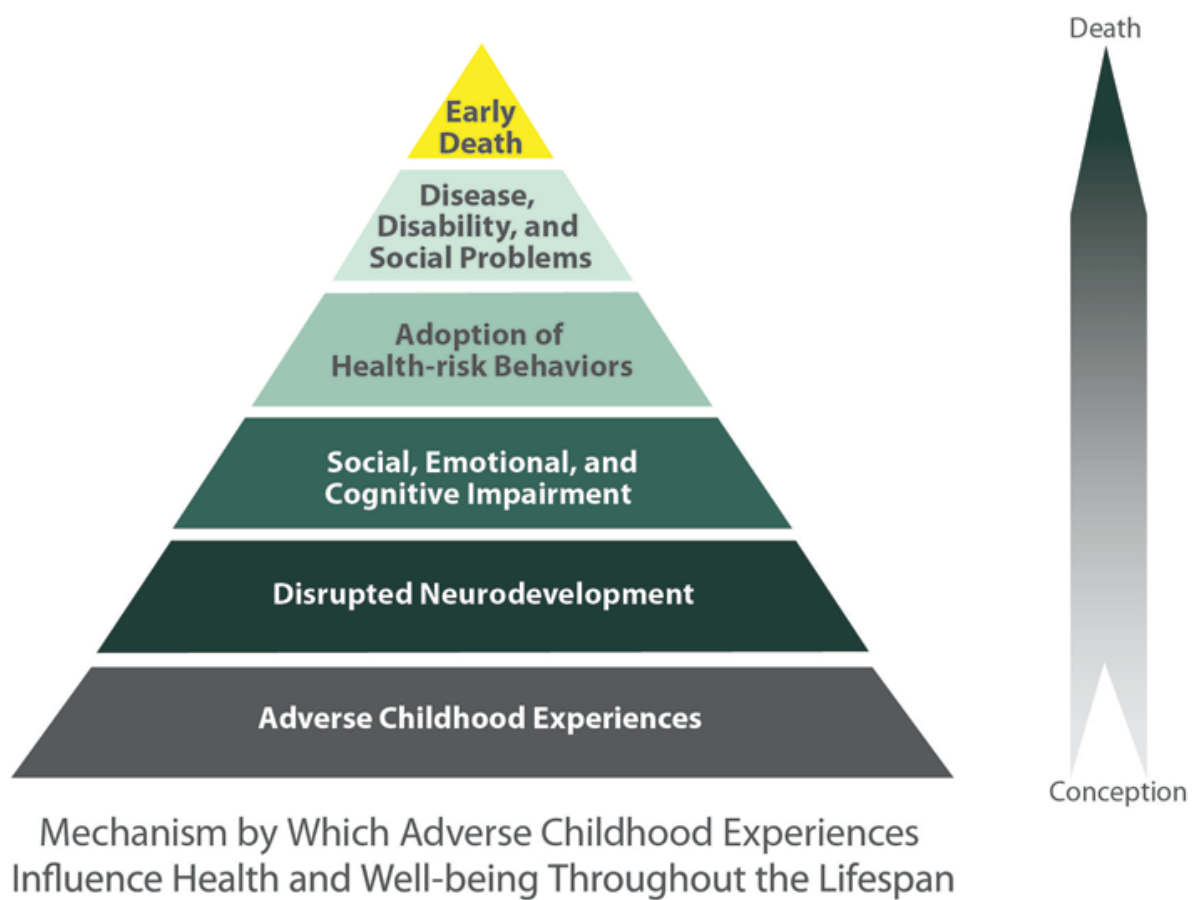 Death
Early
Death
Disease,
Disability, and
Social Problems
Adoption of
Health-risk Behaviors
Social, Emotional, and
Cognitive Impairment
Disrupted Neurodevelopment
Adverse Childhood Experiences
Conception
Mechanism by Which Adverse Childhood Experiences
Influence Health and Well-being Throughout the Lifespan